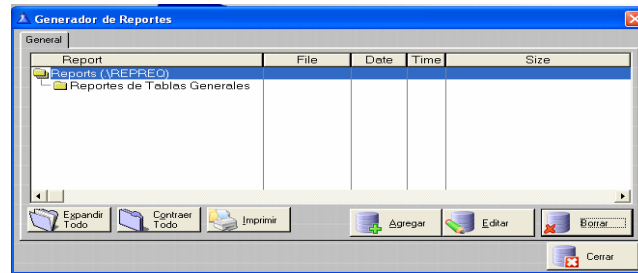 Generador de Reportes
General
Report File Date Time Size
Reports (.\REPREQ)
Reportes de Tablas Generales
Expandir Todo Contraer Todo Imprimir Agregar Editar Borrar
Cerrar